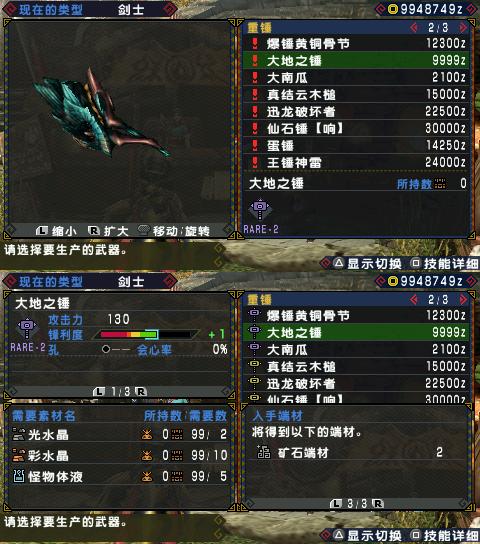 现在的类型 剑士
9948749z
重锤 2/3
爆锤黄铜骨节 12300z
大地之锤 9999z
大南瓜 2100z
真结云木槌 15000z
迅龙破坏者 22500z
仙石锤【响】 30000z
蛋锤 14250z
王锤神雷 24000z
大地之锤 所持数 0
RARE-2
L 缩小 R 扩大 移动/旋转
请选择要生产的武器。
△显示切换 □技能详细
现在的类型 剑士
9948749z
大地之锤
RARE-2
攻击力 130
锋利度 +1
孔 ○-- 会心率 0%
L 1/3 R
重锤 2/3
爆锤黄铜骨节 12300z
大地之锤 9999z
大南瓜 2100z
真结云木槌 15000z
迅龙破坏者 22500z
仙石锤【响】 30000z
需要素材名 所持数/需要数
光水晶 0 99/ 2
彩水晶 0 99/10
怪物体液 0 99/ 5
入手端材
将得到以下的端材。
矿石端材 2
L 3/3 R
请选择要生产的武器。
△显示切换 □技能详细